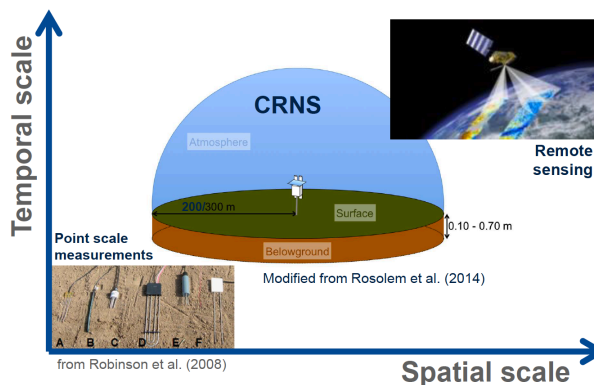 Temporal scale
CRNS
Atmosphere
Remote
sensing
200/300 m
Surface
0.10 - 0.70 m
Point scale
measurements
Belowground
Modified from Rosolem et al. (2014)
A B C D E F
from Robinson et al. (2008)
Spatial scale